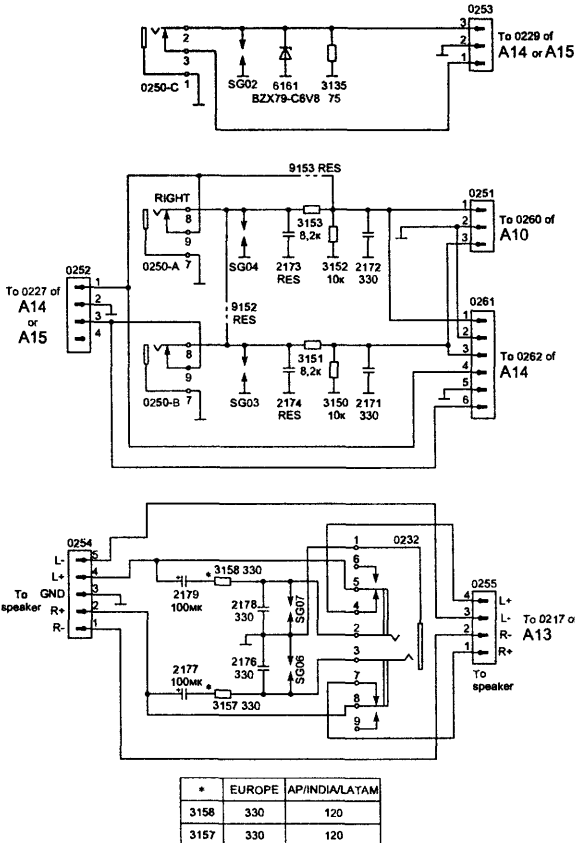 0253
3
2
1
To 0229 of
A14 or A15
2
3
1
0250-C
SG02
6161
BZX79-C6V8
3135
75
9153 RES
RIGHT
8
9
7
0250-A
SG04
2173
RES
3153
8,2к
3152
10к
2172
330
0251
1
2
3
To 0260 of
A10
0252
1
2
3
4
To 0227 of
A14
or
A15
9152
RES
8
9
7
0250-B
SG03
2174
RES
3151
8,2к
3150
10к
2171
330
0261
1
2
3
4
5
6
To 0262 of
A14
0254
5
4
3
2
1
L-
L+
GND
R+
R-
To
speaker
* 3158 330
2179
100мк
2178
330
SG07
2176
330
SG06
2177
100мк
*
3157 330
1
6
5
4
2
3
7
8
9
0232
0255
4
3
2
1
L+
L-
R-
R+
To 0217 of
A13
To
speaker
* EUROPE AP/INDIA/LATAM
3158 330 120
3157 330 120